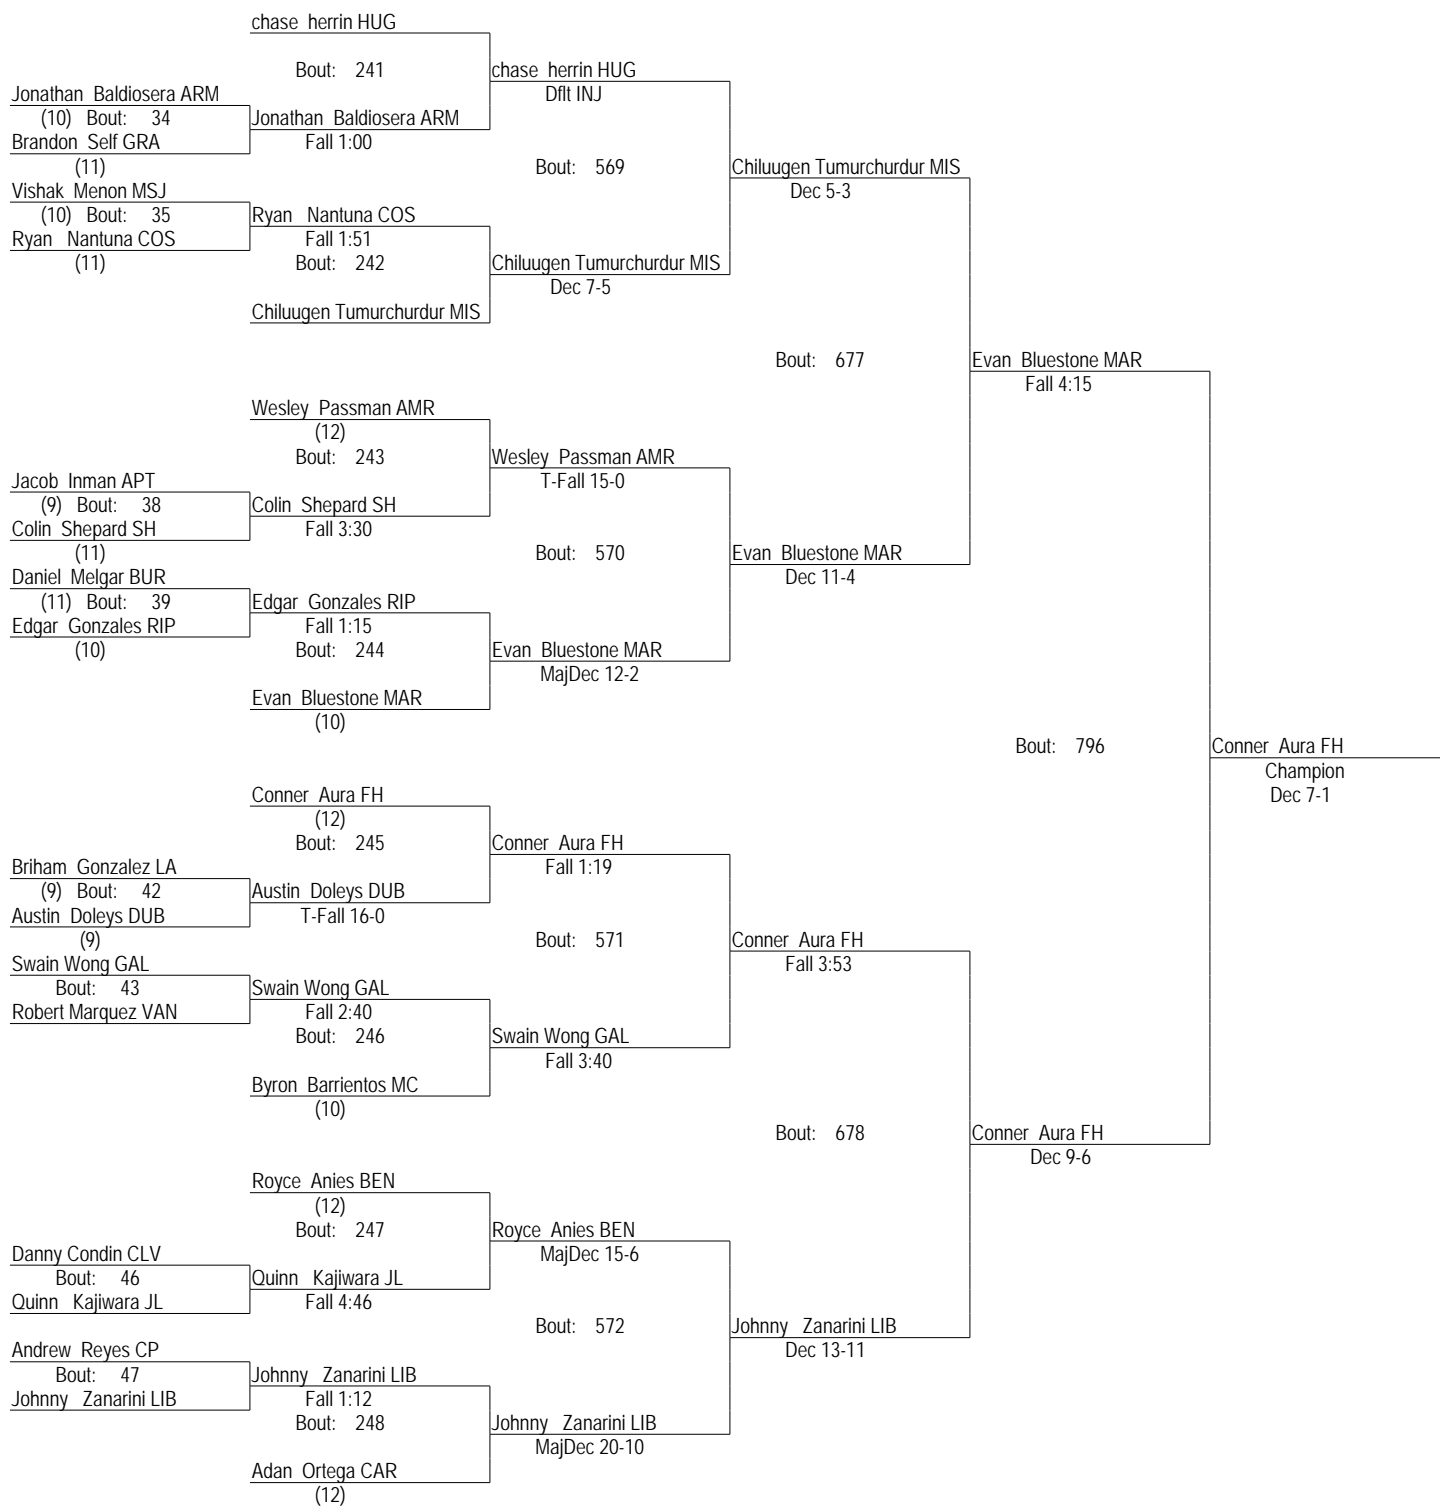 chase herrin HUG
Bout: 241
chase herrin HUG
Jonathan Baldiosera ARM
Dflt INJ
(10) Bout: 34
Jonathan Baldiosera ARM
Brandon Self GRA
Fall 1:00
(11)
Bout: 569
Chiluugen Tumurchurdur MIS
Vishak Menon MSJ
Dec 5-3
(10) Bout: 35
Ryan Nantuna COS
Ryan Nantuna COS
Fall 1:51
(11)
Bout: 242
Chiluugen Tumurchurdur MIS
Dec 7-5
Chiluugen Tumurchurdur MIS
Bout: 677
Evan Bluestone MAR
Fall 4:15
Wesley Passman AMR
(12)
Bout: 243
Wesley Passman AMR
Jacob Inman APT
T-Fall 15-0
(9) Bout: 38
Colin Shepard SH
Colin Shepard SH
Fall 3:30
(11)
Bout: 570
Evan Bluestone MAR
Daniel Melgar BUR
Dec 11-4
(11) Bout: 39
Edgar Gonzales RIP
Edgar Gonzales RIP
Fall 1:15
(10)
Bout: 244
Evan Bluestone MAR
MajDec 12-2
Evan Bluestone MAR
(10)
Bout: 796
Conner Aura FH
Champion
Dec 7-1
Conner Aura FH
(12)
Bout: 245
Conner Aura FH
Briham Gonzalez LA
Fall 1:19
(9) Bout: 42
Austin Doleys DUB
Austin Doleys DUB
T-Fall 16-0
(9)
Bout: 571
Conner Aura FH
Swain Wong GAL
Fall 3:53
Bout: 43
Swain Wong GAL
Robert Marquez VAN
Fall 2:40
Bout: 246
Swain Wong GAL
Fall 3:40
Byron Barrientos MC
(10)
Bout: 678
Conner Aura FH
Dec 9-6
Royce Anies BEN
(12)
Bout: 247
Royce Anies BEN
Danny Condin CLV
MajDec 15-6
Bout: 46
Quinn Kajiwara JL
Quinn Kajiwara JL
Fall 4:46
Bout: 572
Johnny Zanarini LIB
Andrew Reyes CP
Dec 13-11
Bout: 47
Johnny Zanarini LIB
Johnny Zanarini LIB
Fall 1:12
Bout: 248
Johnny Zanarini LIB
MajDec 20-10
Adan Ortega CAR
(12)